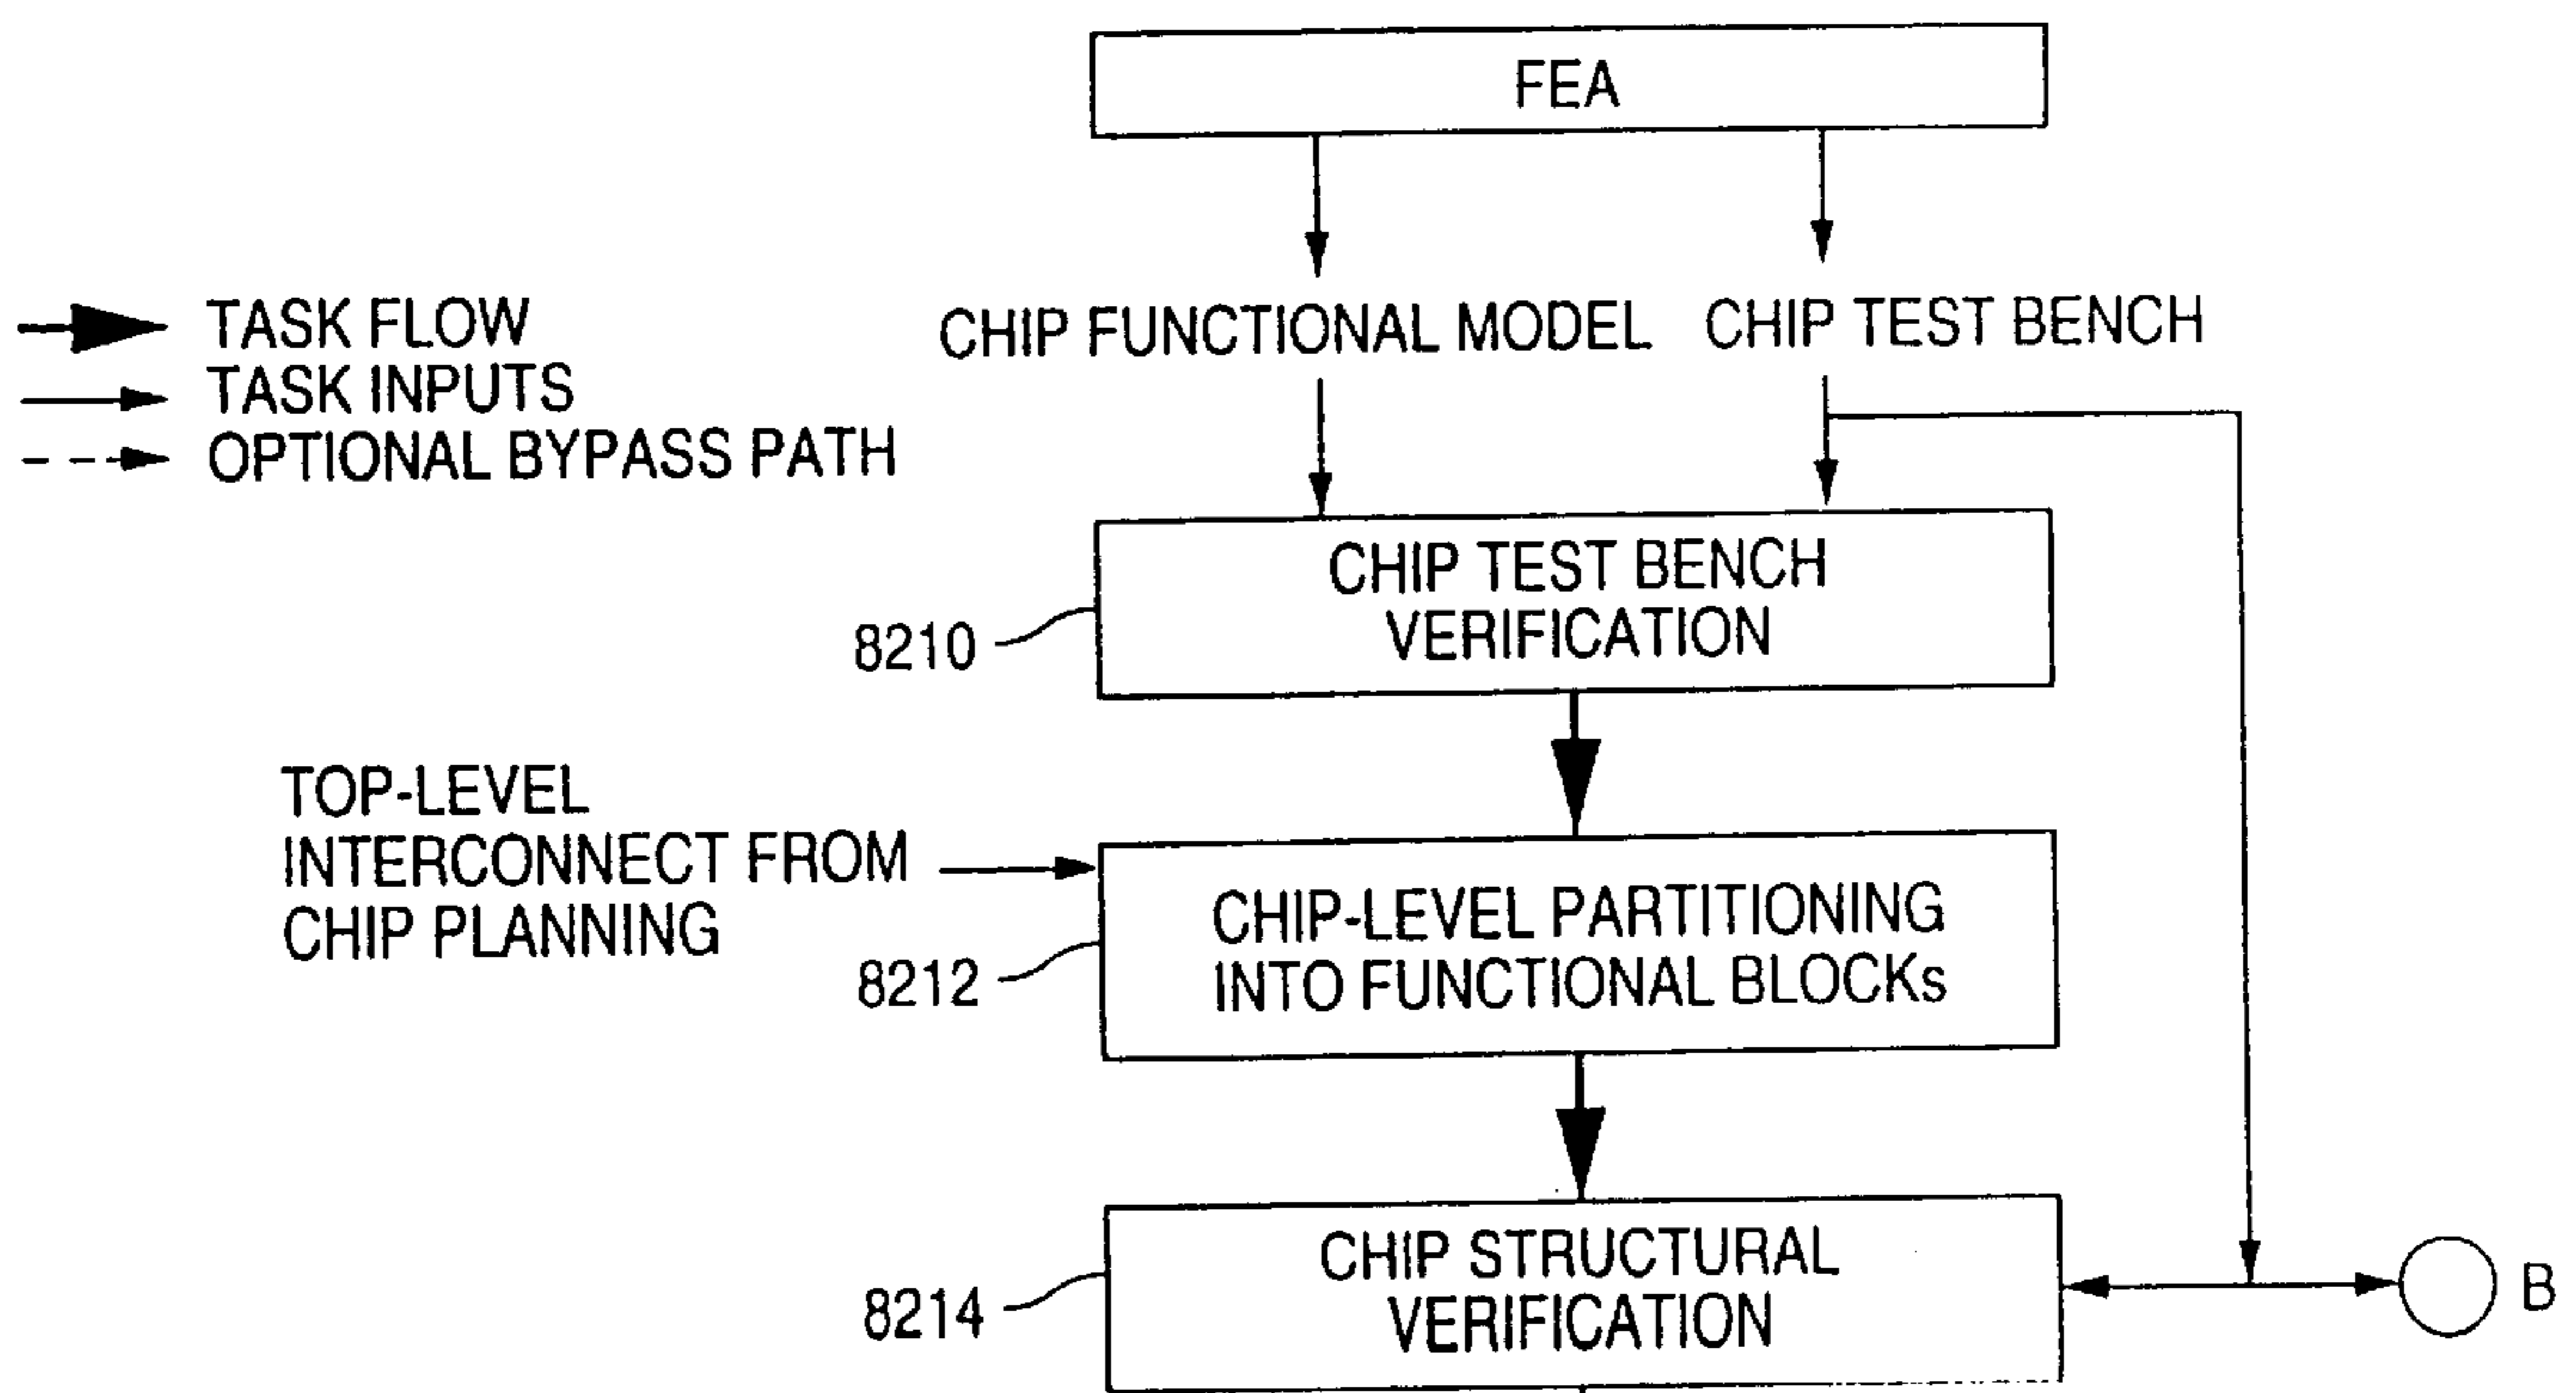 FEA
TASK FLOW
TASK INPUTS
OPTIONAL BYPASS PATH
CHIP FUNCTIONAL MODEL
CHIP TEST BENCH
CHIP TEST BENCH
VERIFICATION
8210
TOP-LEVEL
INTERCONNECT FROM
CHIP PLANNING
CHIP-LEVEL PARTITIONING
INTO FUNCTIONAL BLOCKs
8212
CHIP STRUCTURAL
VERIFICATION
8214
B